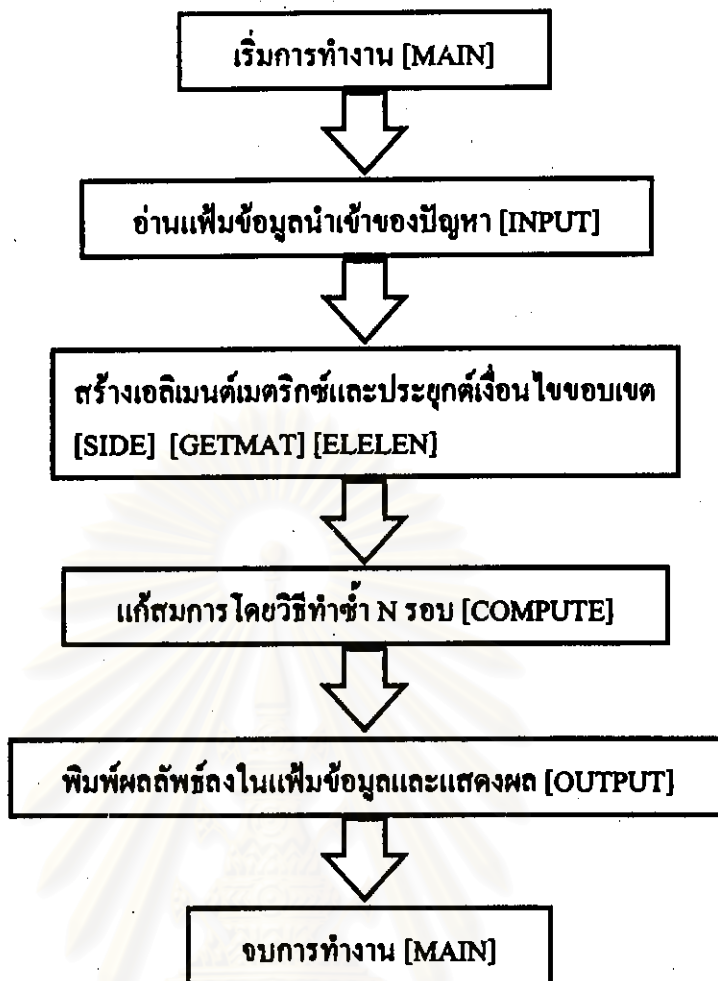 เริ่มการทำงาน [MAIN]
อ่านแฟ้มข้อมูลนำเข้าของปัญหา [INPUT]
สร้างเอลิเมนต์เมตริกซ์และประยุกต์เงื่อนไขขอบเขต
[SIDE] [GETMAT] [ELELEN]
แก้สมการโดยวิธีทำซ้ำ N รอบ [COMPUTE]
พิมพ์ผลลัพธ์ลงในแฟ้มข้อมูลและแสดงผล [OUTPUT]
จบการทำงาน [MAIN]